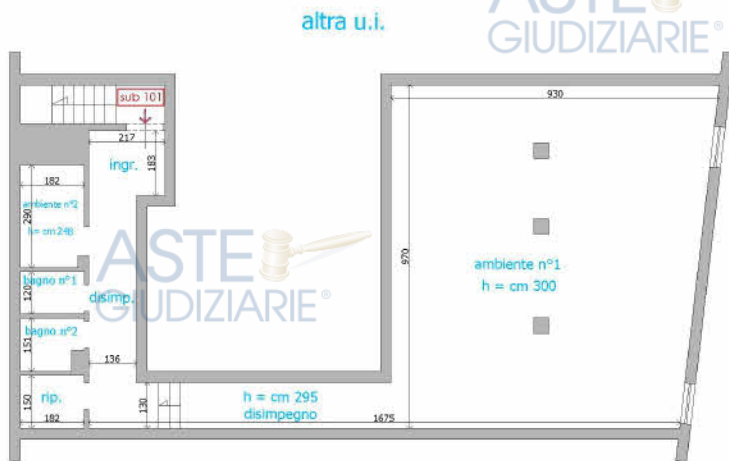 altra u.i.
ASTE
GIUDIZIARIE®
sub 101
930
217
ingr.
183
182
ambiente n°2
290
h= cm 248
ASTE
GIUDIZIARIE®
970
ambiente n°1
h = cm 300
bagno n°1
120
disimp.
bagno n°2
151
136
rip.
150
182
130
h = cm 295
disimpegno
1675